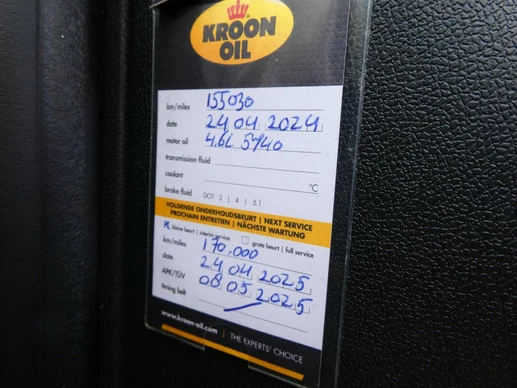 KROON
OIL
km/miles 155030
date 24 04 2024
motor oil 4.6L 5W40
transmission fluid
coolant °C
brake fluid DOT 3 | 4 | 5.1
VOLGENDE ONDERHOUDSBEURT | NEXT SERVICE
PROCHAIN ENTRETIEN | NÄCHSTE WARTUNG
kleine beurt | interim service grote beurt | full service
km/miles 170.000
date 24 04 2025
APK/TÜV 08 05 2025
timing belt
www.kroon-oil.com | THE EXPERTS' CHOICE